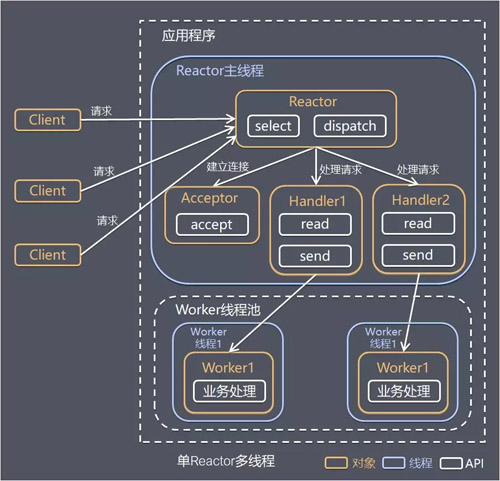 应用程序
Reactor主线程
Reactor
select
dispatch
Client
请求
Client
请求
Client
请求
建立连接
处理请求
处理请求
Acceptor
accept
Handler1
read
send
Handler2
read
send
Worker线程池
Worker
线程1
Worker1
业务处理
Worker
线程1
Worker1
业务处理
单Reactor多线程
对象
线程
API